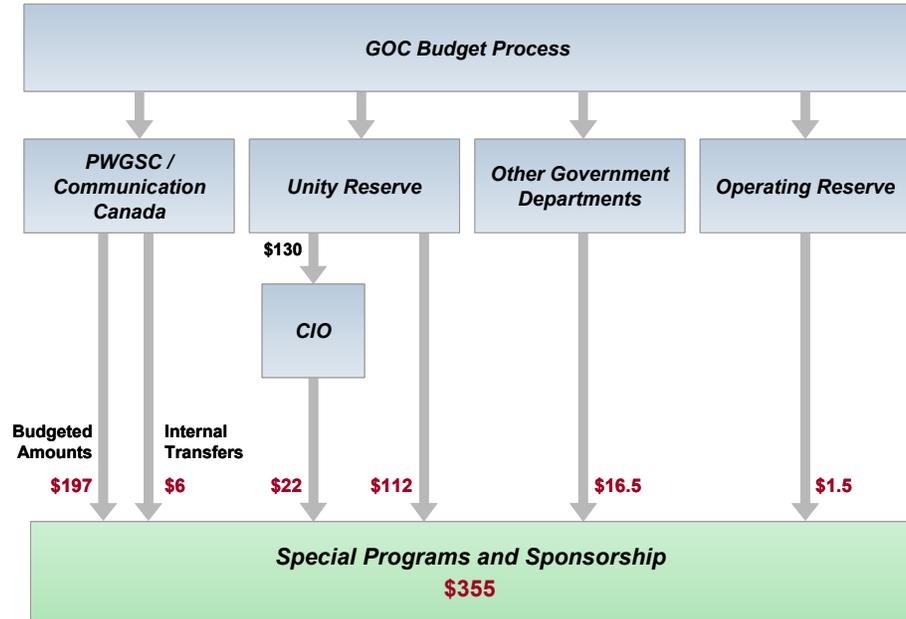 GOC Budget Process
PWGSC /
Communication
Canada
Unity Reserve
Other Government
Departments
Operating Reserve
$130
CIO
Budgeted
Amounts
Internal
Transfers
$197
$6
$22
$112
$16.5
$1.5
Special Programs and Sponsorship
$355